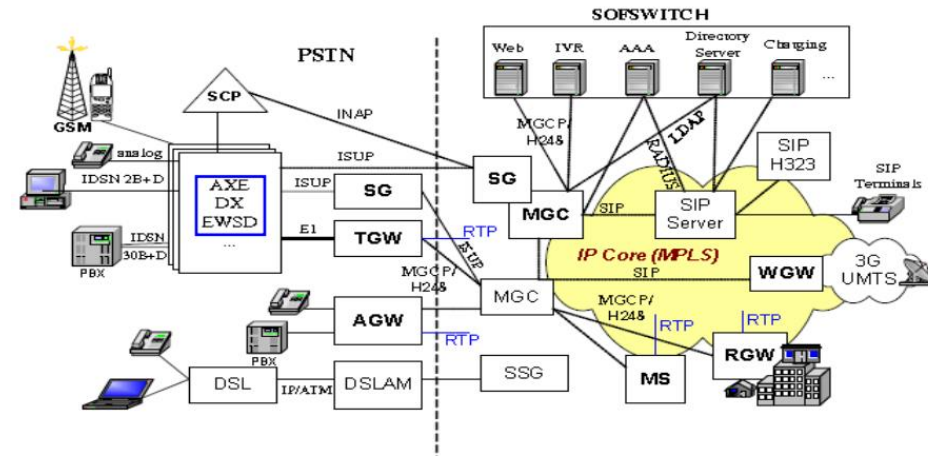 SOFSWITCH
PSTN
Web
IVR
AAA
Directory
Server
Charging
...
SCP
GSM
INAP
MGCP/
H248
LDAP
RADIUS
SIP
H323
analog
ISUP
SG
SIP
Terminals
IDSN 2B+D
AXE
DX
EWSD
...
ISUP
SG
MGC
SIP
SIP
Server
IDSN
30B+D
PBX
E1
TGW
RTP
ISUP
IP Core (MPLS)
MGCP/
H248
MGC
SIP
WGW
3G
UMTS
AGW
RTP
PBX
MGCP/
H248
RTP
RTP
DSL
IP/ATM
DSLAM
SSG
MS
RGW